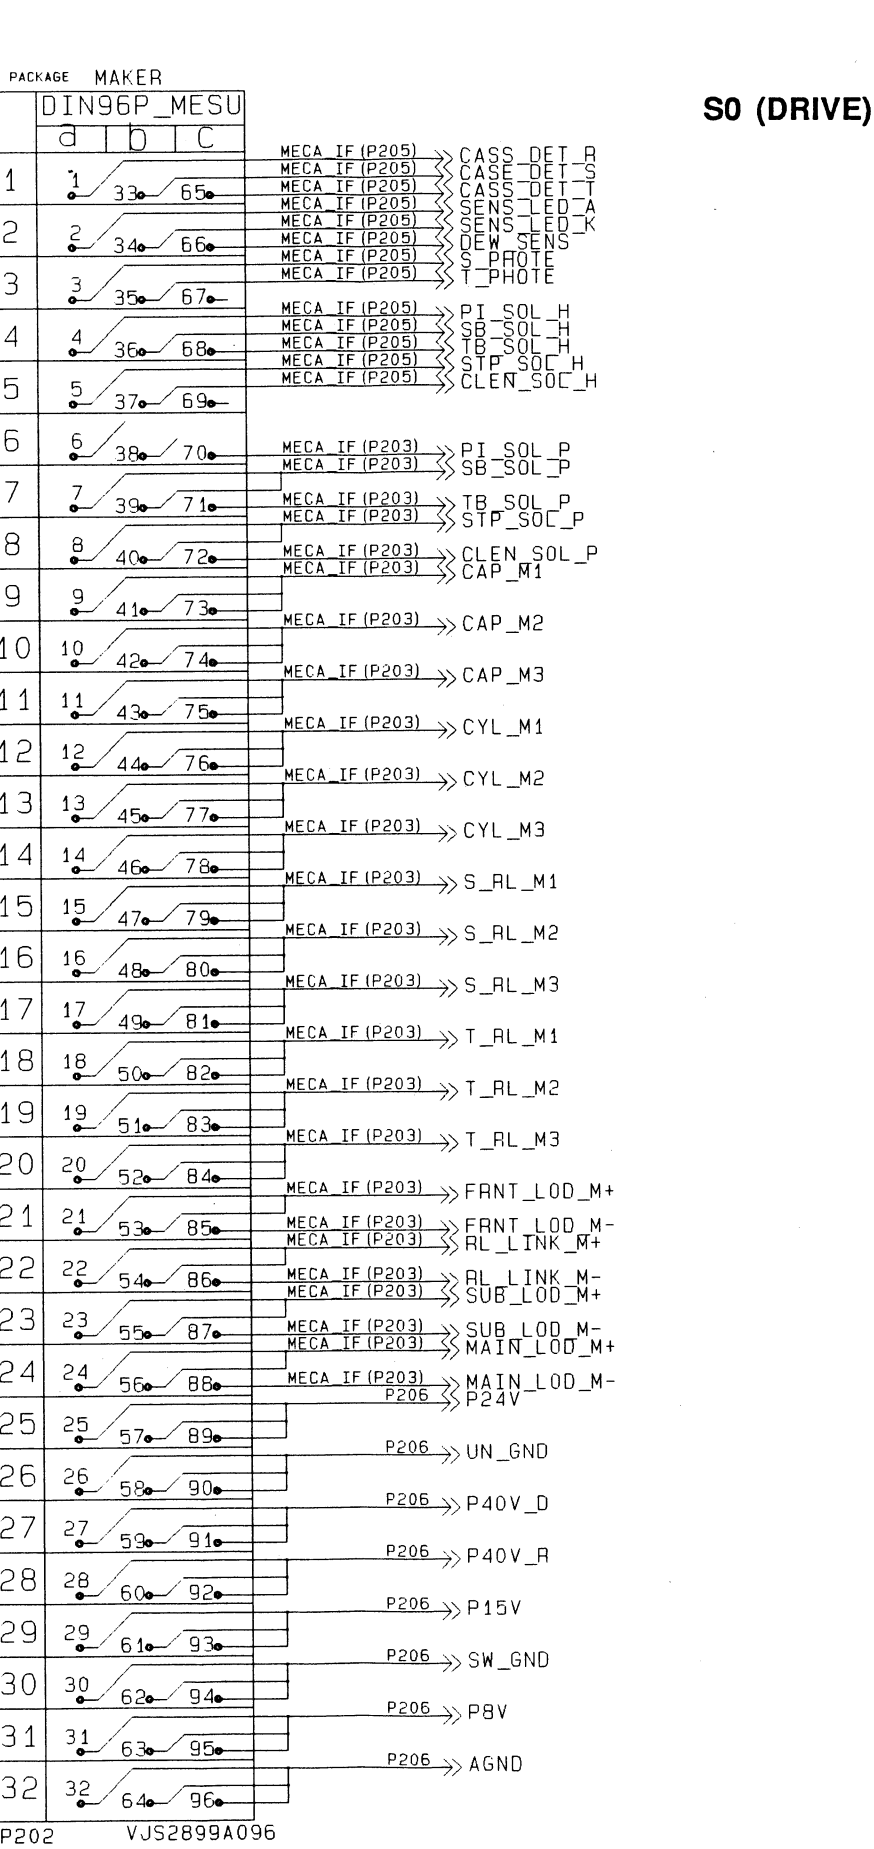 PACKAGE MAKER
DIN96P_MESU
S0 (DRIVE)
a b c
MECA_IF(P205) CASS_DET_R
MECA_IF(P205) CASE_DET_S
1 1 33 65 MECA_IF(P205) CASS_DET_T
MECA_IF(P205) SENS_LED_A
MECA_IF(P205) SENS_LED_K
2 2 34 66 MECA_IF(P205) DEW_SENS
MECA_IF(P205) S_PHOTE
MECA_IF(P205) T_PHOTE
3 3 35 67
MECA_IF(P205) PI_SOL_H
MECA_IF(P205) SB_SOL_H
4 4 36 68 MECA_IF(P205) TB_SOL_H
MECA_IF(P205) STP_SOL_H
MECA_IF(P205) CLEN_SOL_H
5 5 37 69
6 6 38 70 MECA_IF(P203) PI_SOL_P
MECA_IF(P203) SB_SOL_P
7 7 39 71 MECA_IF(P203) TB_SOL_P
MECA_IF(P203) STP_SOL_P
8 8 40 72 MECA_IF(P203) CLEN_SOL_P
MECA_IF(P203) CAP_M1
9 9 41 73
MECA_IF(P203) CAP_M2
10 10 42 74
MECA_IF(P203) CAP_M3
11 11 43 75
MECA_IF(P203) CYL_M1
12 12 44 76
MECA_IF(P203) CYL_M2
13 13 45 77
MECA_IF(P203) CYL_M3
14 14 46 78
MECA_IF(P203) S_RL_M1
15 15 47 79
MECA_IF(P203) S_RL_M2
16 16 48 80
MECA_IF(P203) S_RL_M3
17 17 49 81
MECA_IF(P203) T_RL_M1
18 18 50 82
MECA_IF(P203) T_RL_M2
19 19 51 83
MECA_IF(P203) T_RL_M3
20 20 52 84
MECA_IF(P203) FRNT_LOD_M+
21 21 53 85 MECA_IF(P203) FRNT_LOD_M-
MECA_IF(P203) RL_LINK_M+
22 22 54 86 MECA_IF(P203) RL_LINK_M-
MECA_IF(P203) SUB_LOD_M+
23 23 55 87 MECA_IF(P203) SUB_LOD_M-
MECA_IF(P203) MAIN_LOD_M+
24 24 56 88 MECA_IF(P203) MAIN_LOD_M-
P206 P24V
25 25 57 89
P206 UN_GND
26 26 58 90
P206 P40V_D
27 27 59 91
P206 P40V_R
28 28 60 92
P206 P15V
29 29 61 93
P206 SW_GND
30 30 62 94
P206 P8V
31 31 63 95
P206 AGND
32 32 64 96
P202 VJS2899A096